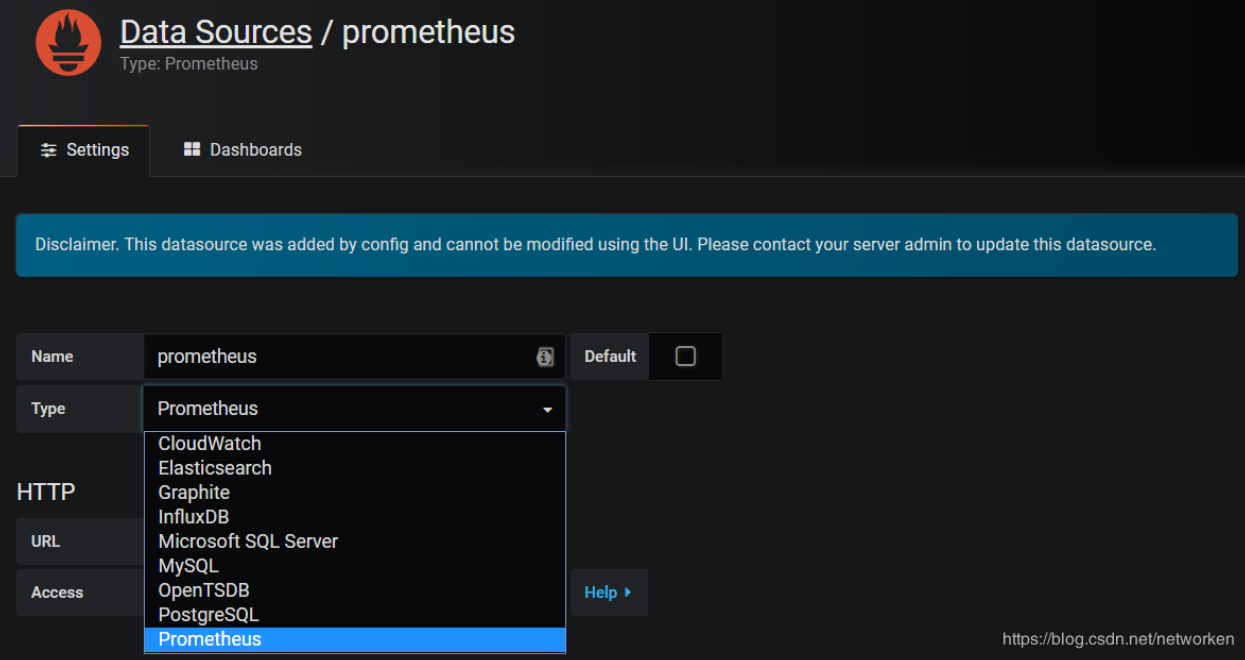 Data Sources / prometheus
Type: Prometheus
Settings
Dashboards
Disclaimer. This datasource was added by config and cannot be modified using the UI. Please contact your server admin to update this datasource.
Name
prometheus
Default
Type
Prometheus
CloudWatch
Elasticsearch
Graphite
InfluxDB
Microsoft SQL Server
MySQL
OpenTSDB
PostgreSQL
Prometheus
HTTP
URL
Access
Help
https://blog.csdn.net/networken